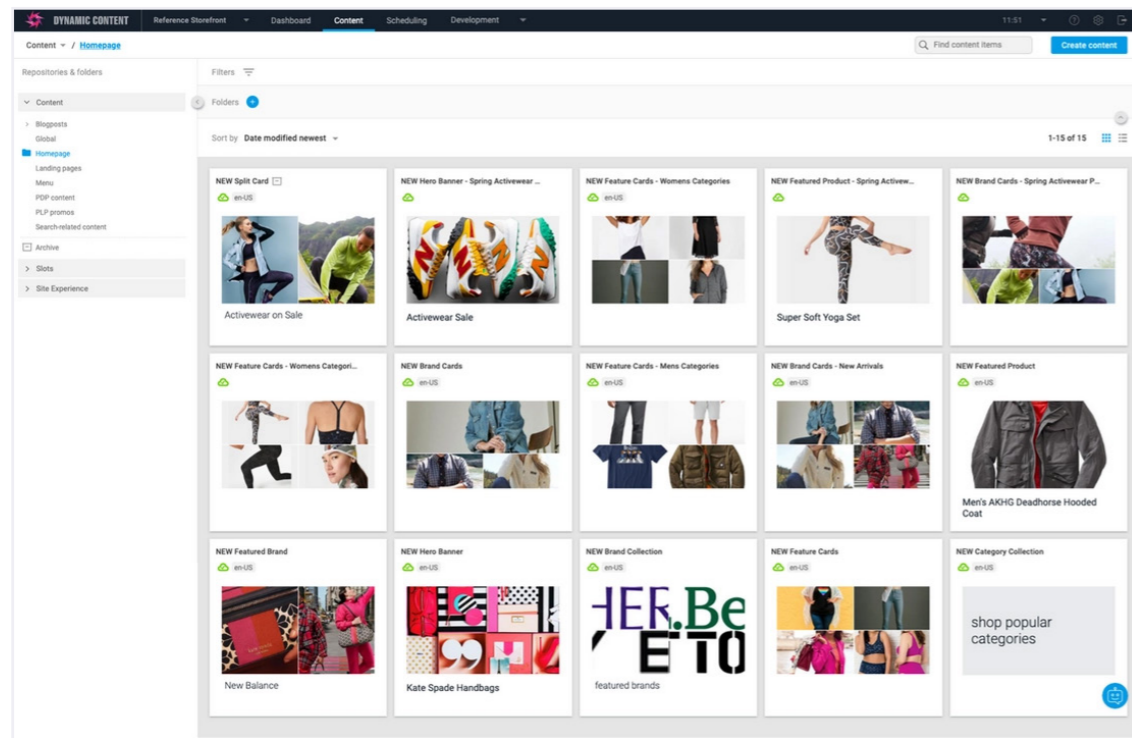 DYNAMIC CONTENT Reference Storefront Dashboard Content Scheduling Development 11:51
Content / Homepage Find content items Create content
Repositories & folders Filters
Content Folders
Blogposts
Global
Sort by Date modified newest 1-15 of 15
Homepage
Landing pages
Menu
PDP content
PLP promos
Search-related content
Archive
Slots
Site Experience
NEW Split Card NEW Hero Banner - Spring Activewear ... NEW Feature Cards - Womens Categories NEW Featured Product - Spring Activew... NEW Brand Cards - Spring Activewear P...
en-US en-US
Activewear on Sale Activewear Sale Super Soft Yoga Set
NEW Feature Cards - Womens Categori... NEW Brand Cards NEW Feature Cards - Mens Categories NEW Brand Cards - New Arrivals NEW Featured Product
en-US en-US en-US en-US
Men's AKHG Deadhorse Hooded
Coat
NEW Featured Brand NEW Hero Banner NEW Brand Collection NEW Feature Cards NEW Category Collection
en-US en-US en-US en-US en-US
HER.Be
shop popular
categories
New Balance Kate Spade Handbags featured brands